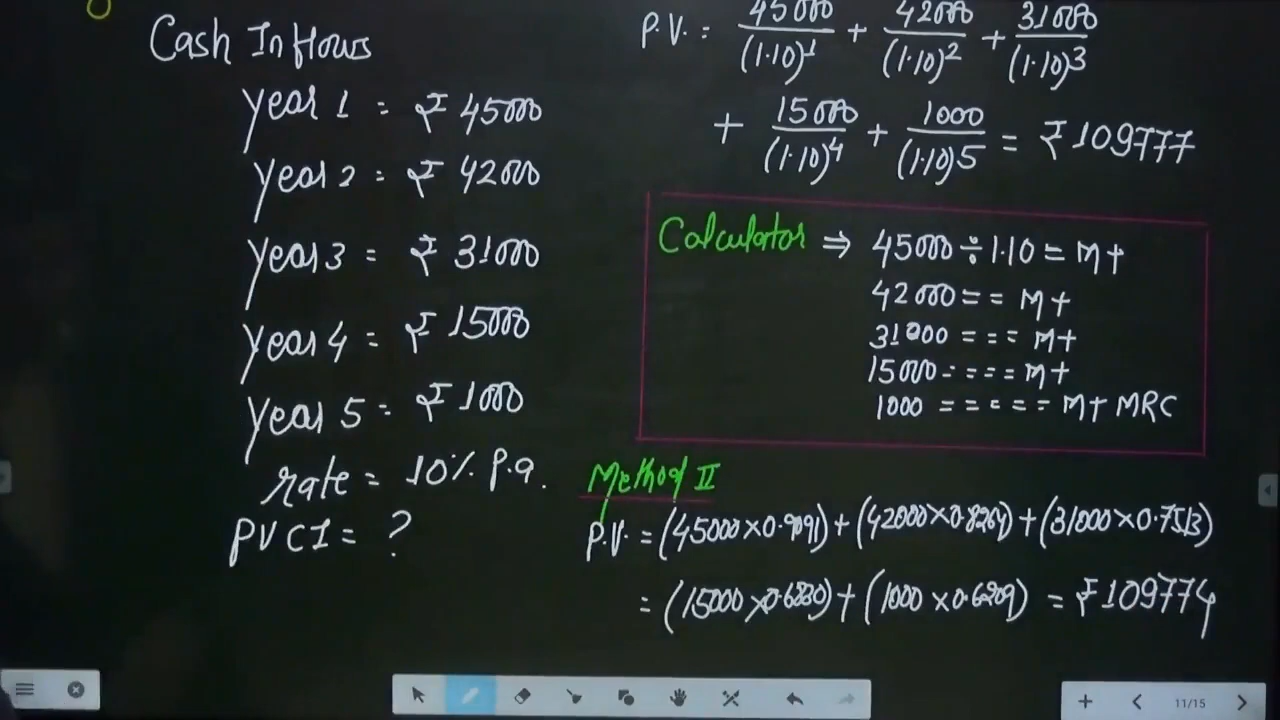 Cash Inflows
Year 1 = ₹ 45000
Year 2 = ₹ 42000
Year 3 = ₹ 31000
Year 4 = ₹ 15000
Year 5 = ₹ 1000
rate = 10% P.a.
PVCI = ?
P.V. = 45000/(1.10)^1 + 42000/(1.10)^2 + 31000/(1.10)^3
+ 15000/(1.10)^4 + 1000/(1.10)^5 = ₹ 109777
Calculator ⇒ 45000 ÷ 1.10 = M+
42000 = = M+
31000 = = = M+
15000 = = = = M+
1000 = = = = = M+ MRC
Method II
P.V. = (45000×0.9091)+(42000×0.8264)+(31000×0.7513)
= (15000×0.6830)+(1000×0.6209) = ₹109774
11/15